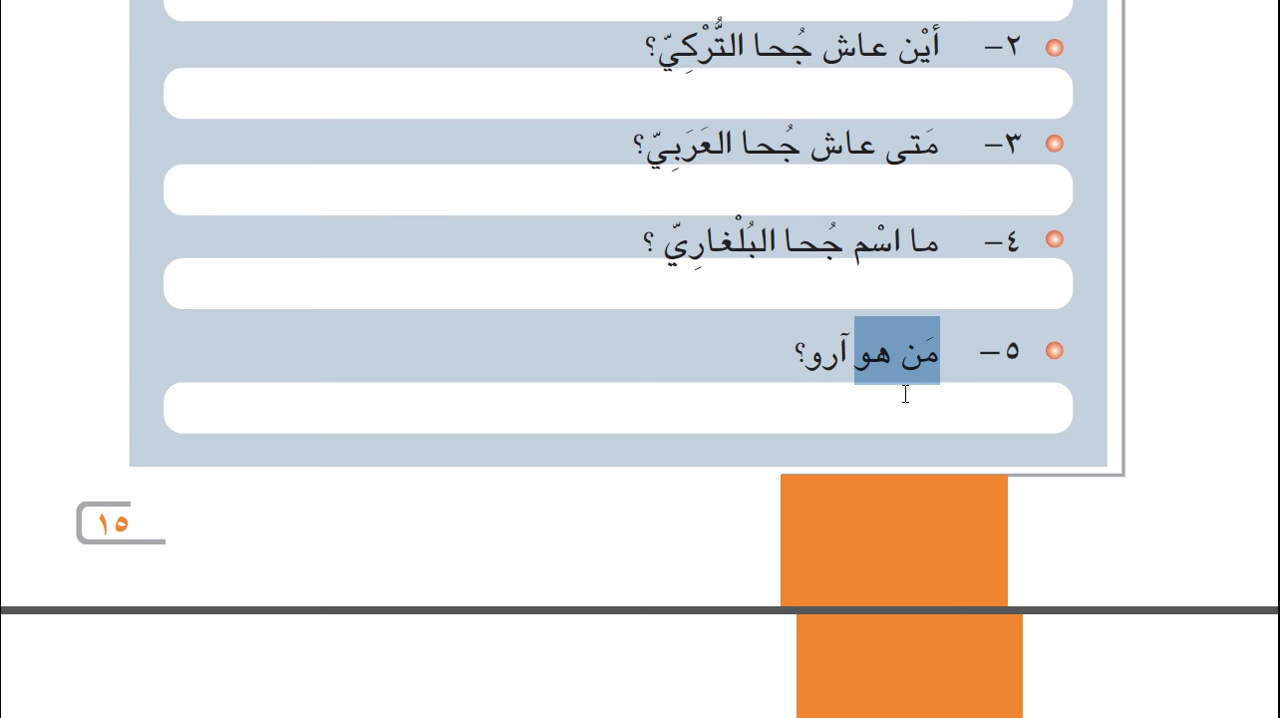 ٢– أيْن عاش جُحا التُّرْكِيّ؟
٣– مَتى عاش جُحا العَرَبِيّ؟
٤– ما اسْم جُحا البُلْغارِيّ ؟
٥– مَن هو آرو؟
١٥